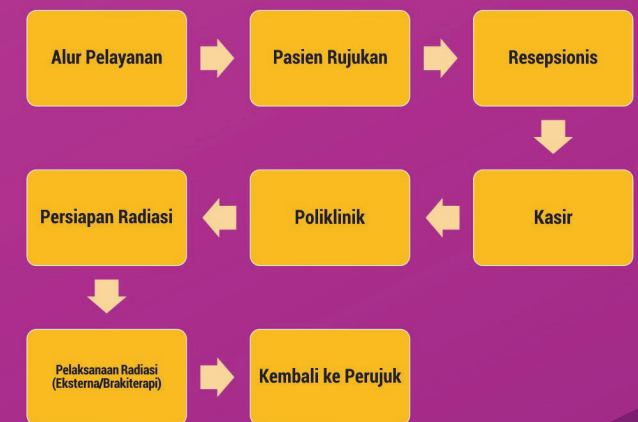 Alur Pelayanan
Pasien Rujukan
Resepsionis
Kasir
Poliklinik
Persiapan Radiasi
Pelaksanaan Radiasi
(Eksterna/Brakiterapi)
Kembali ke Perujuk